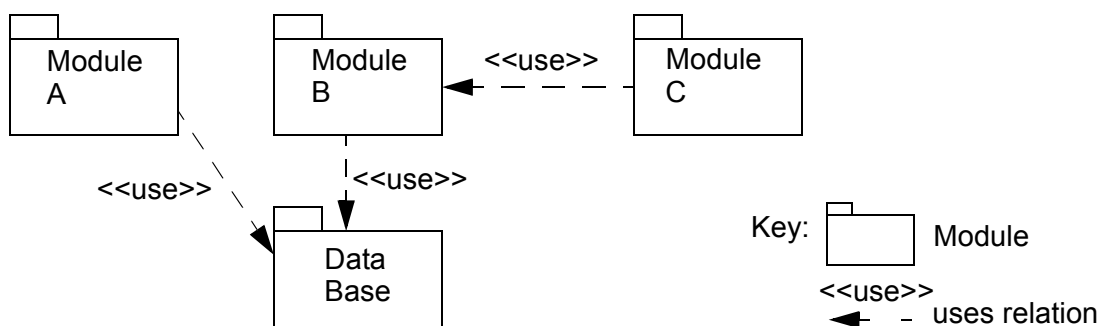 Module
A
Module
B
<<use>>
Module
C
<<use>>
<<use>>
Data
Base
Key:
Module
<<use>>
uses relation